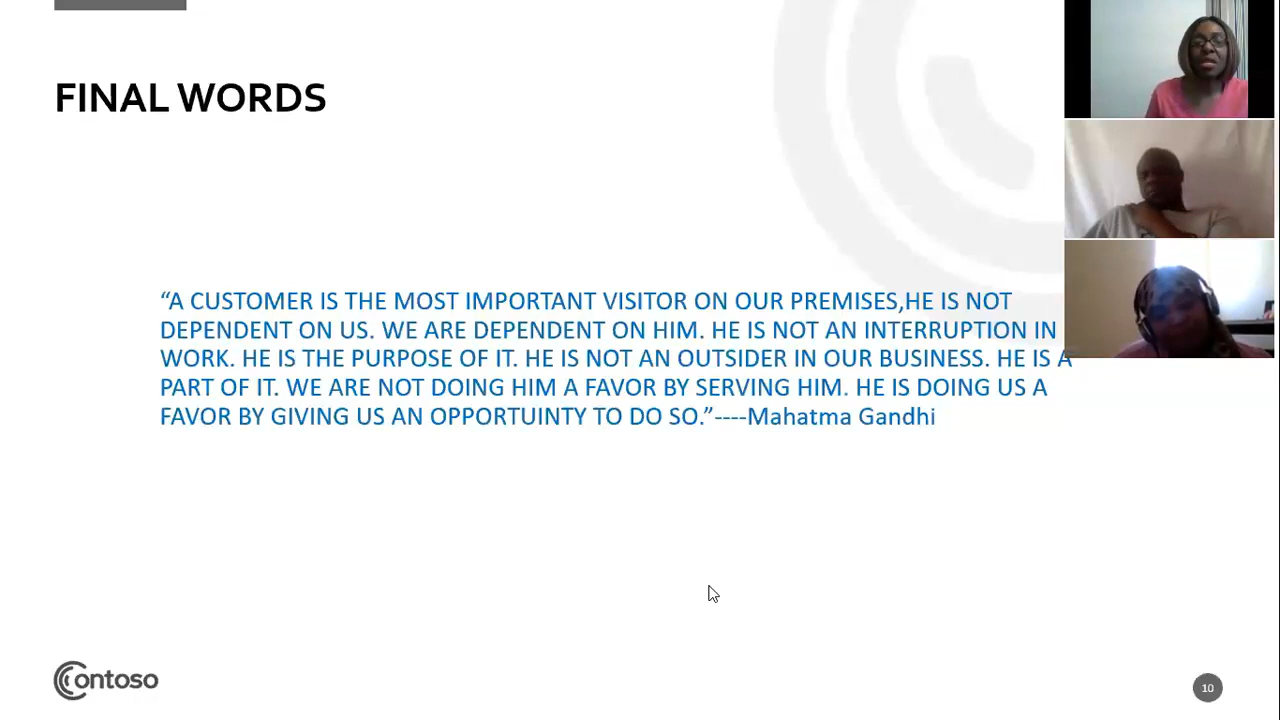 FINAL WORDS
“A CUSTOMER IS THE MOST IMPORTANT VISITOR ON OUR PREMISES,HE IS NOT
DEPENDENT ON US. WE ARE DEPENDENT ON HIM. HE IS NOT AN INTERRUPTION IN
WORK. HE IS THE PURPOSE OF IT. HE IS NOT AN OUTSIDER IN OUR BUSINESS. HE IS A
PART OF IT. WE ARE NOT DOING HIM A FAVOR BY SERVING HIM. HE IS DOING US A
FAVOR BY GIVING US AN OPPORTUINTY TO DO SO.”----Mahatma Gandhi
Contoso
10